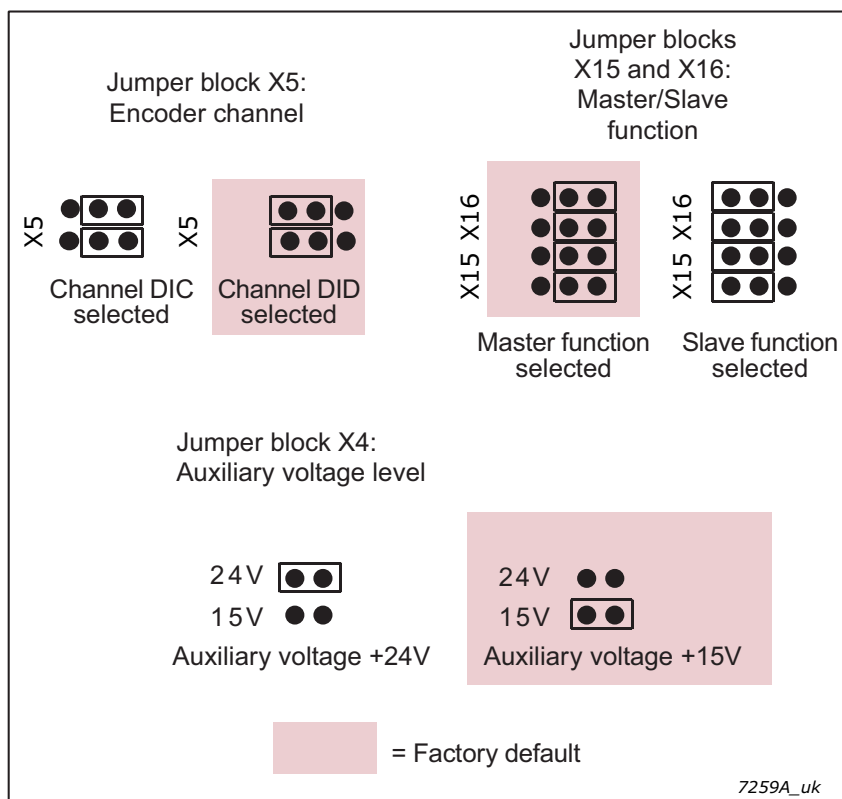 Jumper block X5:
Encoder channel
X5
Channel DIC
selected
X5
Channel DID
selected
Jumper blocks
X15 and X16:
Master/Slave
function
X15 X16
Master function
selected
X15 X16
Slave function
selected
Jumper block X4:
Auxiliary voltage level
24V
15V
Auxiliary voltage +24V
24V
15V
Auxiliary voltage +15V
= Factory default
7259A_uk